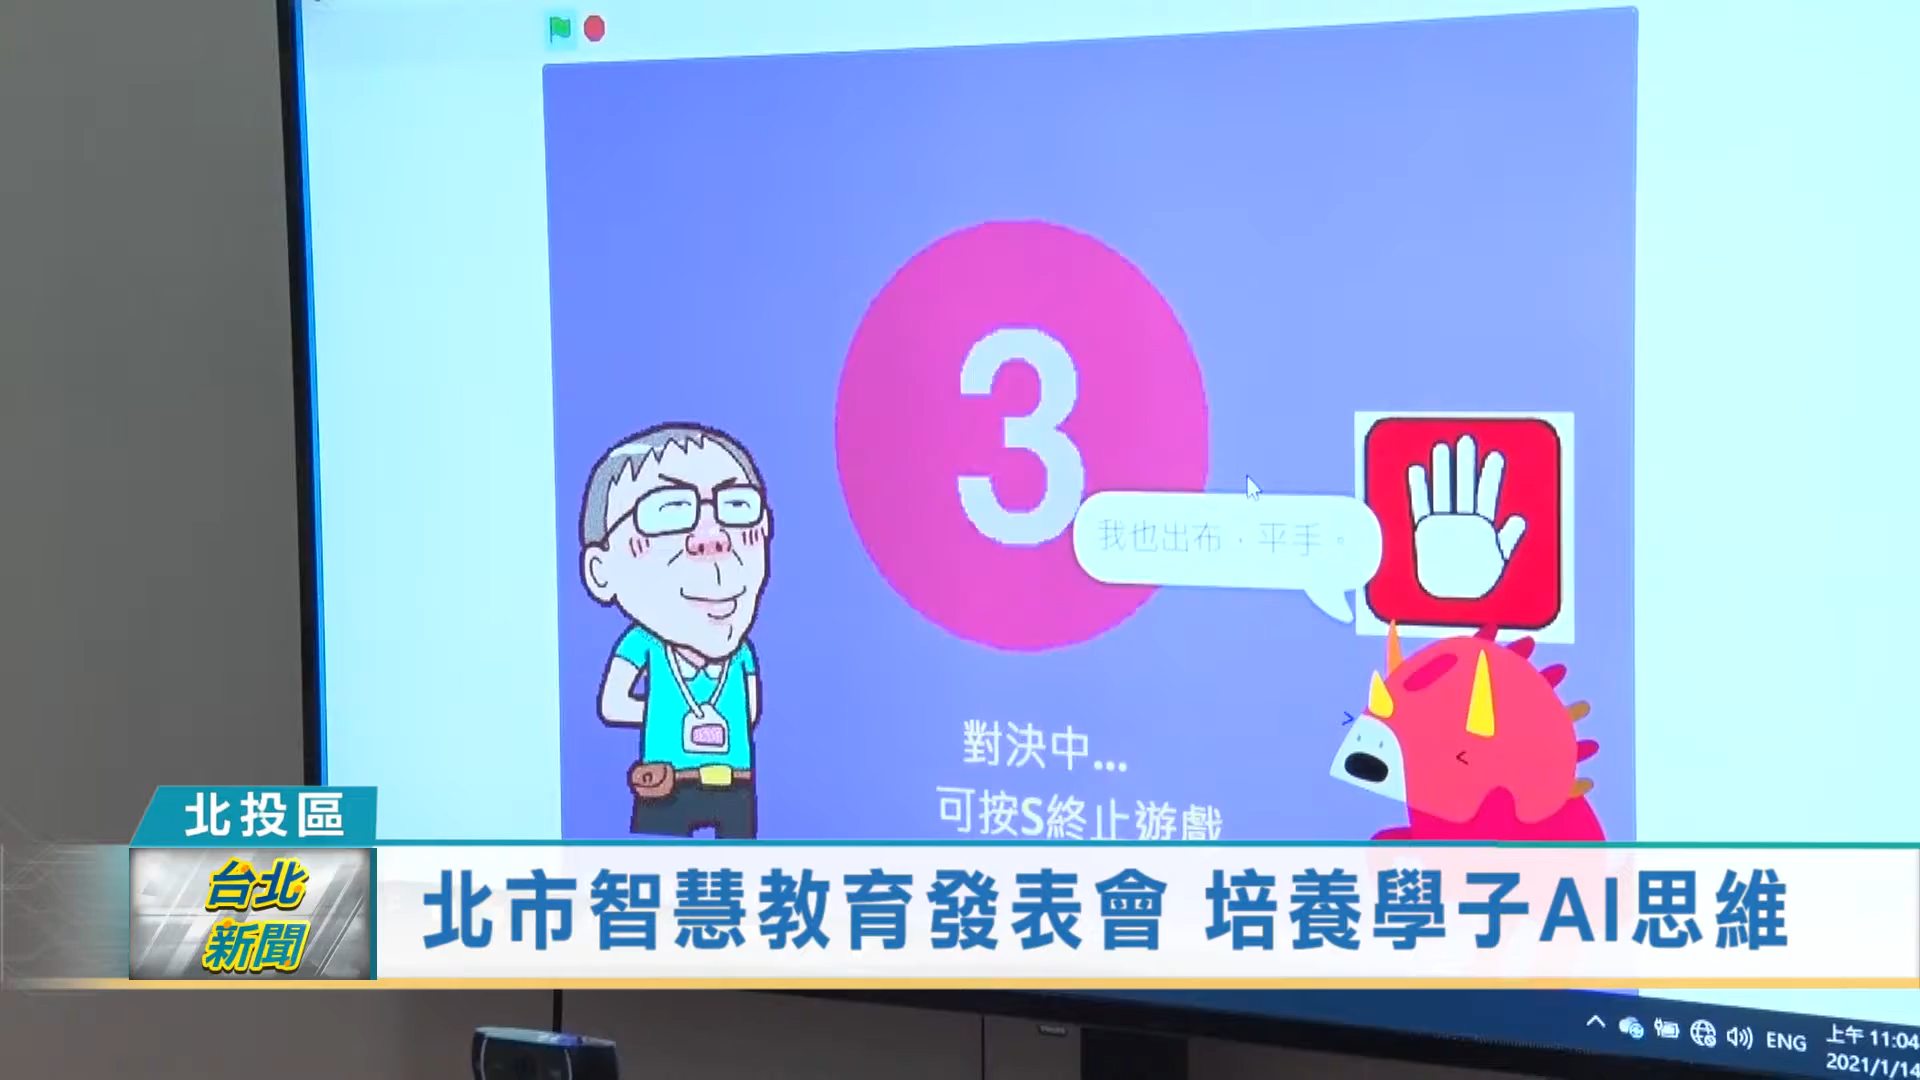 3
我也出布，平手。
對決中...
可按S終止遊戲
北投區
台北
新聞
北市智慧教育發表會 培養學子AI思維
ENG
上午 11:04
2021/1/14